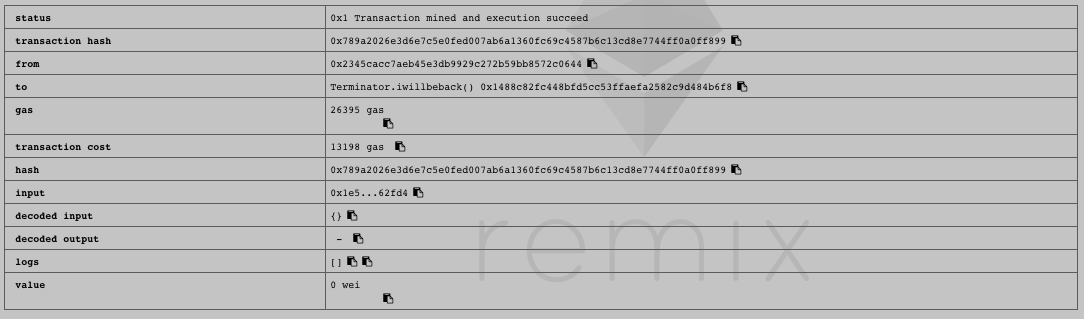 status 0x1 Transaction mined and execution succeed
transaction hash 0x789a2026e3d6e7c5e0fed007ab6a1360fc69c4587b6c13cd8e7744ff0a0ff899
from 0x2345cacc7aeb45e3db9929c272b59bb8572c0644
to Terminator.iwillbeback() 0x1488c82fc448bfd5cc53ffaefa2582c9d484b6f8
gas 26395 gas
transaction cost 13198 gas
hash 0x789a2026e3d6e7c5e0fed007ab6a1360fc69c4587b6c13cd8e7744ff0a0ff899
input 0x1e5...62fd4
decoded input {}
decoded output -
logs []
value 0 wei
remix